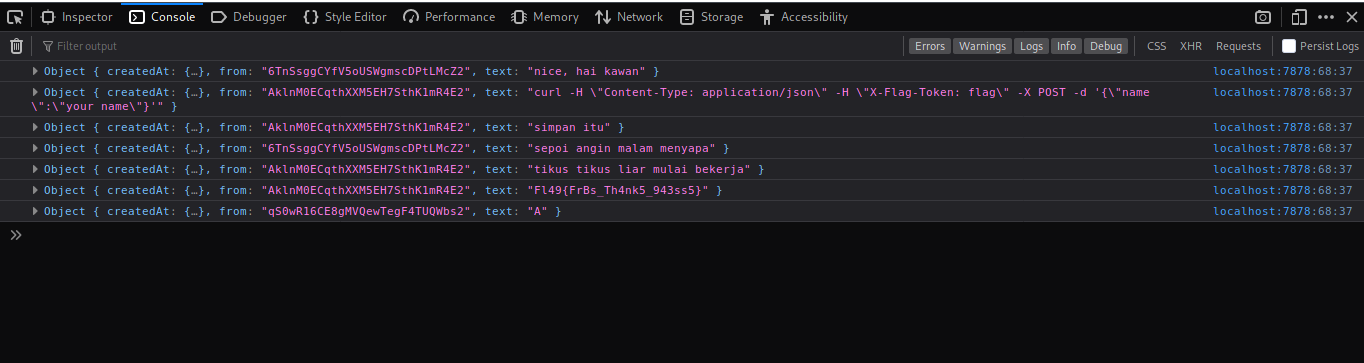 Inspector Console Debugger Style Editor Performance Memory Network Storage Accessibility
Filter output Errors Warnings Logs Info Debug CSS XHR Requests Persist Logs
Object { createdAt: {…}, from: "6TnSsggCYfV5oUSWgmscDPtLMcZ2", text: "nice, hai kawan" } localhost:7878:68:37
Object { createdAt: {…}, from: "AklnM0ECqthXXM5EH7SthK1mR4E2", text: "curl -H \"Content-Type: application/json\" -H \"X-Flag-Token: flag\" -X POST -d '{\"name localhost:7878:68:37
\":\"your name\"}'" }
Object { createdAt: {…}, from: "AklnM0ECqthXXM5EH7SthK1mR4E2", text: "simpan itu" } localhost:7878:68:37
Object { createdAt: {…}, from: "6TnSsggCYfV5oUSWgmscDPtLMcZ2", text: "sepoi angin malam menyapa" } localhost:7878:68:37
Object { createdAt: {…}, from: "AklnM0ECqthXXM5EH7SthK1mR4E2", text: "tikus tikus liar mulai bekerja" } localhost:7878:68:37
Object { createdAt: {…}, from: "AklnM0ECqthXXM5EH7SthK1mR4E2", text: "Fl49{FrBs_Th4nk5_943ss5}" } localhost:7878:68:37
Object { createdAt: {…}, from: "qS0wR16CE8gMVQewTegF4TUQWbs2", text: "A" } localhost:7878:68:37